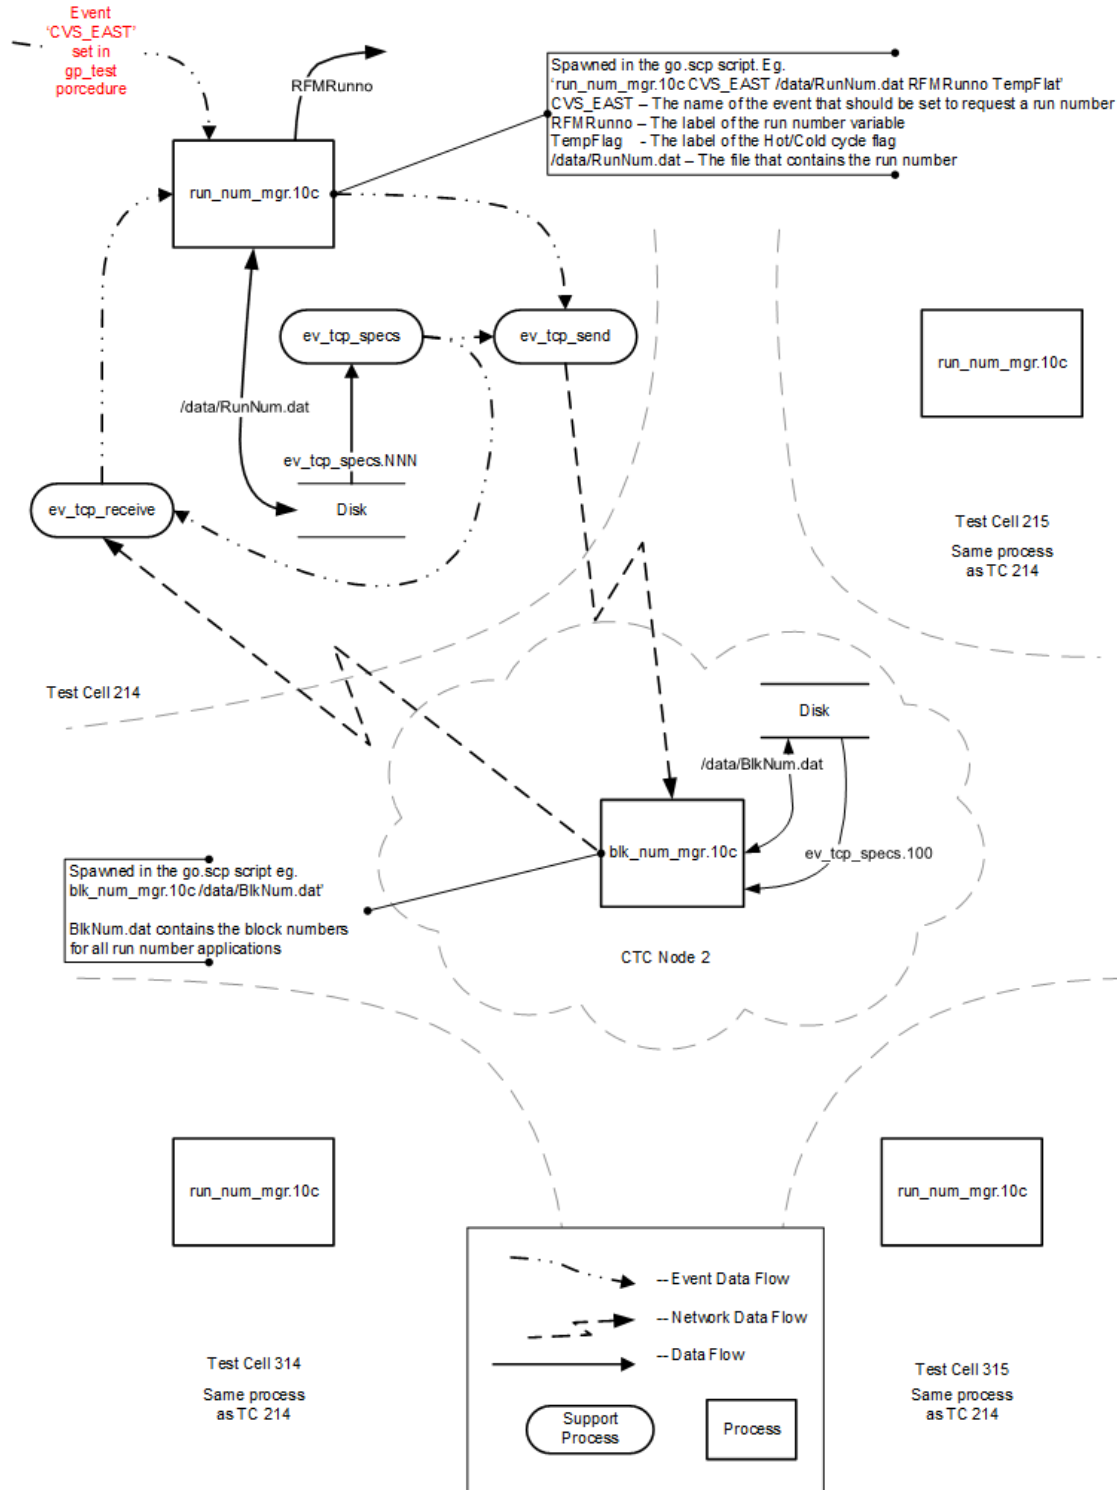 Event
'CVS_EAST'
set in
gp_test
porcedure
RFMRunno
Spawned in the go.scp script. Eg.
'run_num_mgr.10c CVS_EAST /data/RunNum.dat RFMRunno TempFlat'
CVS_EAST – The name of the event that should be set to request a run number
RFMRunno – The label of the run number variable
TempFlag - The label of the Hot/Cold cycle flag
/data/RunNum.dat – The file that contains the run number
run_num_mgr.10c
ev_tcp_specs
ev_tcp_send
run_num_mgr.10c
/data/RunNum.dat
ev_tcp_specs.NNN
ev_tcp_receive
Disk
Test Cell 215
Same process
as TC 214
Test Cell 214
Disk
/data/BlkNum.dat
blk_num_mgr.10c
ev_tcp_specs.100
Spawned in the go.scp script eg.
blk_num_mgr.10c /data/BlkNum.dat'
BlkNum.dat contains the block numbers
for all run number applications
CTC Node 2
run_num_mgr.10c
run_num_mgr.10c
-- Event Data Flow
-- Network Data Flow
-- Data Flow
Test Cell 314
Same process
as TC 214
Test Cell 315
Same process
as TC 214
Support
Process
Process